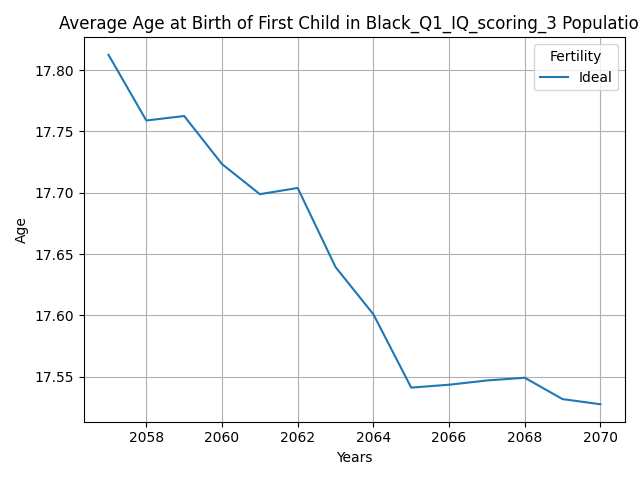 Average Age at Birth of First Child in Black_Q1_IQ_scoring_3 Populatio
Fertility
Ideal
17.80
17.75
17.70
17.65
17.60
17.55
Age
2058 2060 2062 2064 2066 2068 2070
Years